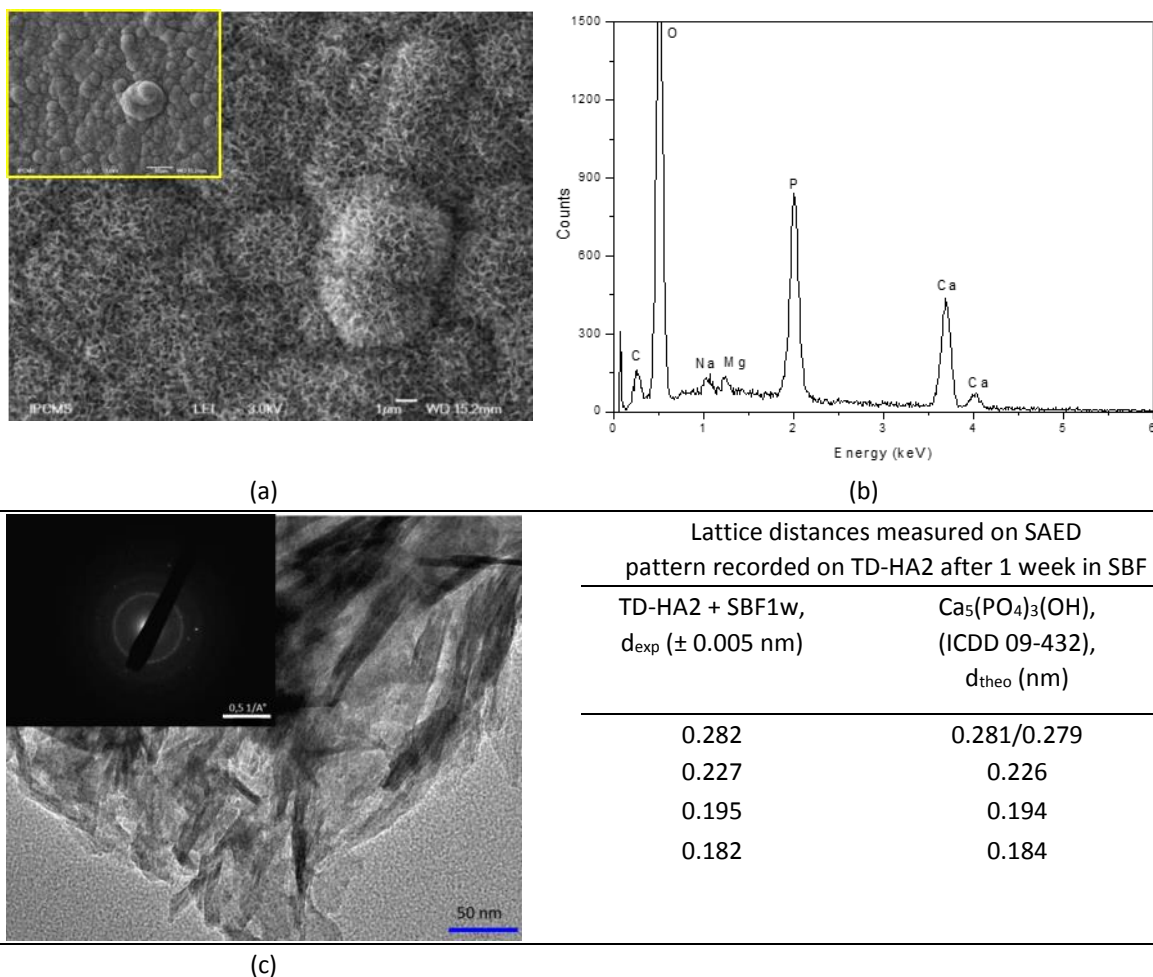 IPCMS LEI 3.0kV 1µm WD 15.2mm
(a)
1500
1200
900
600
300
0
Counts
O
C
Na
Mg
P
Ca
Ca
0 1 2 3 4 5 6
Energy (keV)
(b)
0,5 1/A°
50 nm
(c)
Lattice distances measured on SAED
pattern recorded on TD-HA2 after 1 week in SBF
TD-HA2 + SBF1w, Ca₅(PO₄)₃(OH),
dexp (± 0.005 nm) (ICDD 09-432),
dtheo (nm)
0.282 0.281/0.279
0.227 0.226
0.195 0.194
0.182 0.184